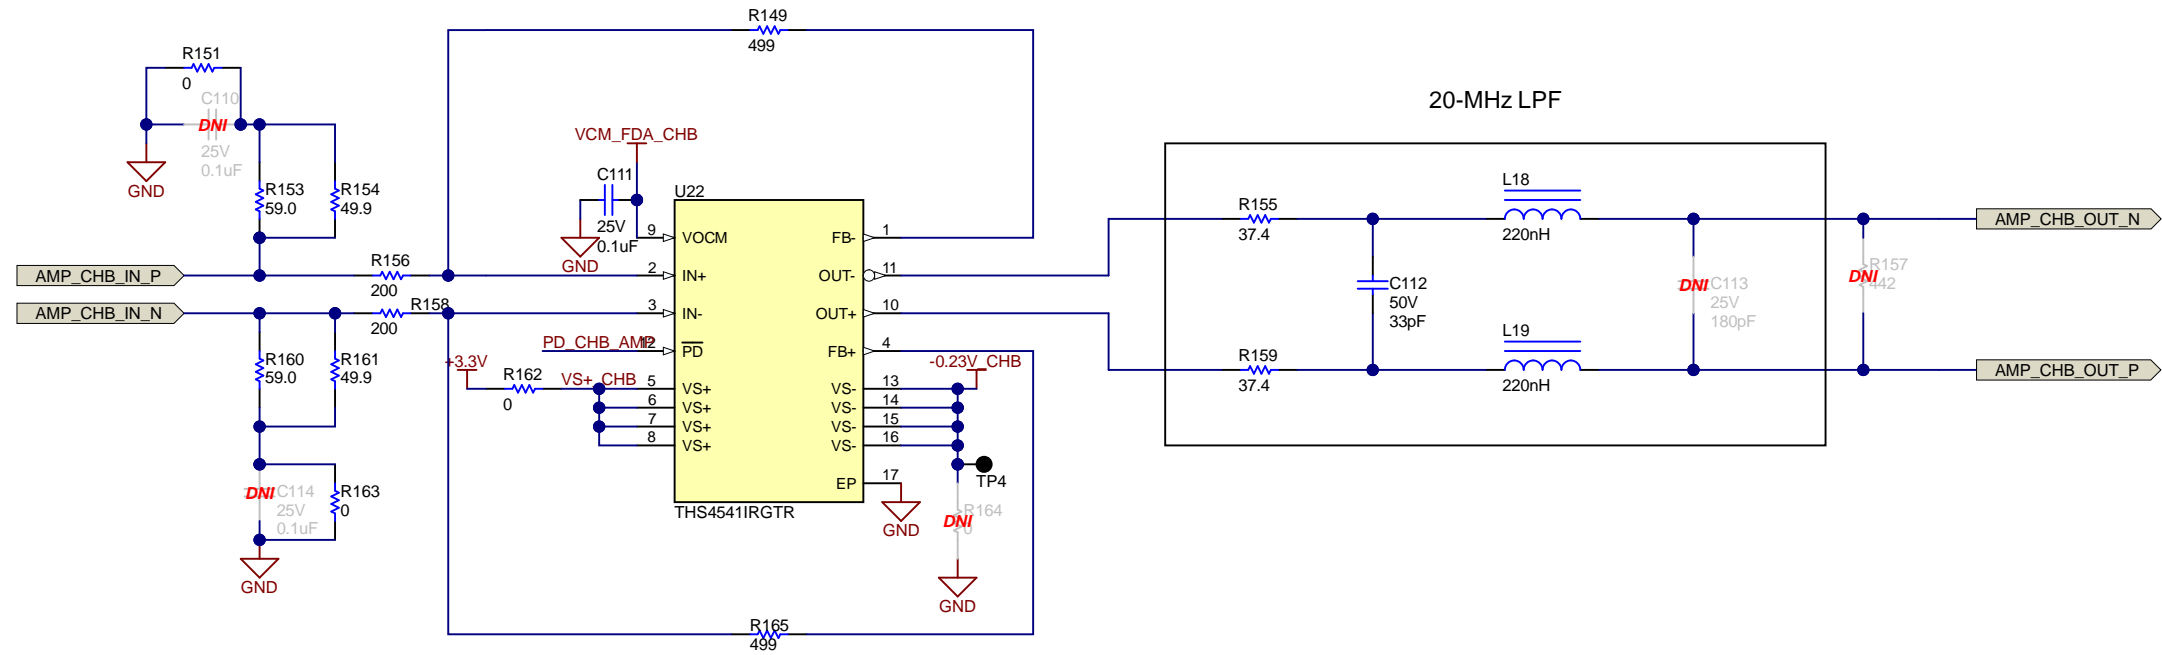 R149
499
R151
0
C110
DNI
25V
0.1uF
GND
R153
59.0
R154
49.9
VCM_FDA_CHB
C111
25V
0.1uF
GND
U22
9
VOCM
2
IN+
3
IN-
12
PD
5
VS+
6
VS+
7
VS+
8
VS+
FB-
1
OUT-
11
OUT+
10
FB+
4
VS-
13
VS-
14
VS-
15
VS-
16
EP
17
THS4541IRGTR
AMP_CHB_IN_P
AMP_CHB_IN_N
R156
200
R158
200
R160
59.0
R161
49.9
PD_CHB_AMP
+3.3V
R162
0
VS+_CHB
-0.23V_CHB
TP4
GND
DNI
R164
0
GND
DNI
C114
25V
0.1uF
R163
0
GND
R165
499
20-MHz LPF
R155
37.4
L18
220nH
C112
50V
33pF
DNI
C113
25V
180pF
DNI
R157
442
R159
37.4
L19
220nH
AMP_CHB_OUT_N
AMP_CHB_OUT_P